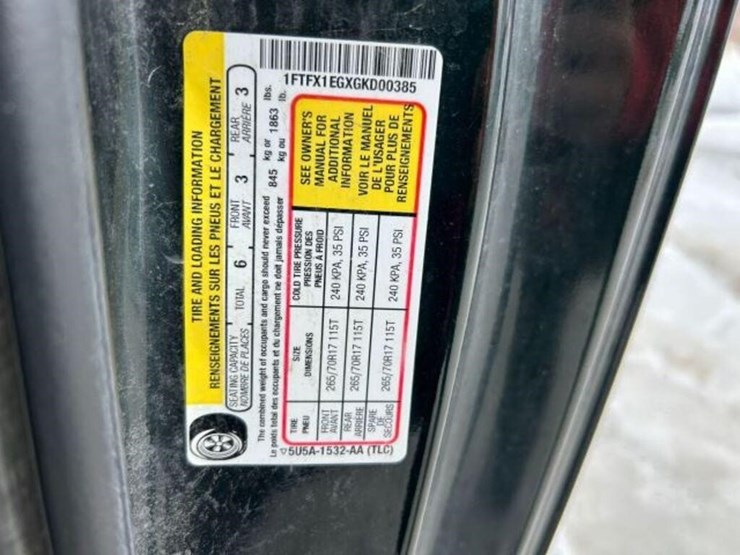 TIRE AND LOADING INFORMATION
RENSEIGNEMENTS SUR LES PNEUS ET LE CHARGEMENT
SEATING CAPACITY TOTAL 6 FRONT 3 REAR 3
NOMBRE DE PLACES AVANT ARRIÈRE
The combined weight of occupants and cargo should never exceed 845 kg or 1863 lbs.
Le poids total des occupants et du chargement ne doit jamais dépasser kg ou lb.
TIRE SIZE COLD TIRE PRESSURE
PNEU DIMENSIONS PRESSION DES
PNEUS À FROID
FRONT
AVANT 265/70R17 115T 240 KPA, 35 PSI
REAR
ARRIERE 265/70R17 115T 240 KPA, 35 PSI
SPARE
DE
SECOURS 265/70R17 115T 240 KPA, 35 PSI
SEE OWNER'S
MANUAL FOR
ADDITIONAL
INFORMATION
VOIR LE MANUEL
DE L'USAGER
POUR PLUS DE
RENSEIGNEMENTS
5U5A-1532-AA (TLC)
1FTFX1EGXGKD00385